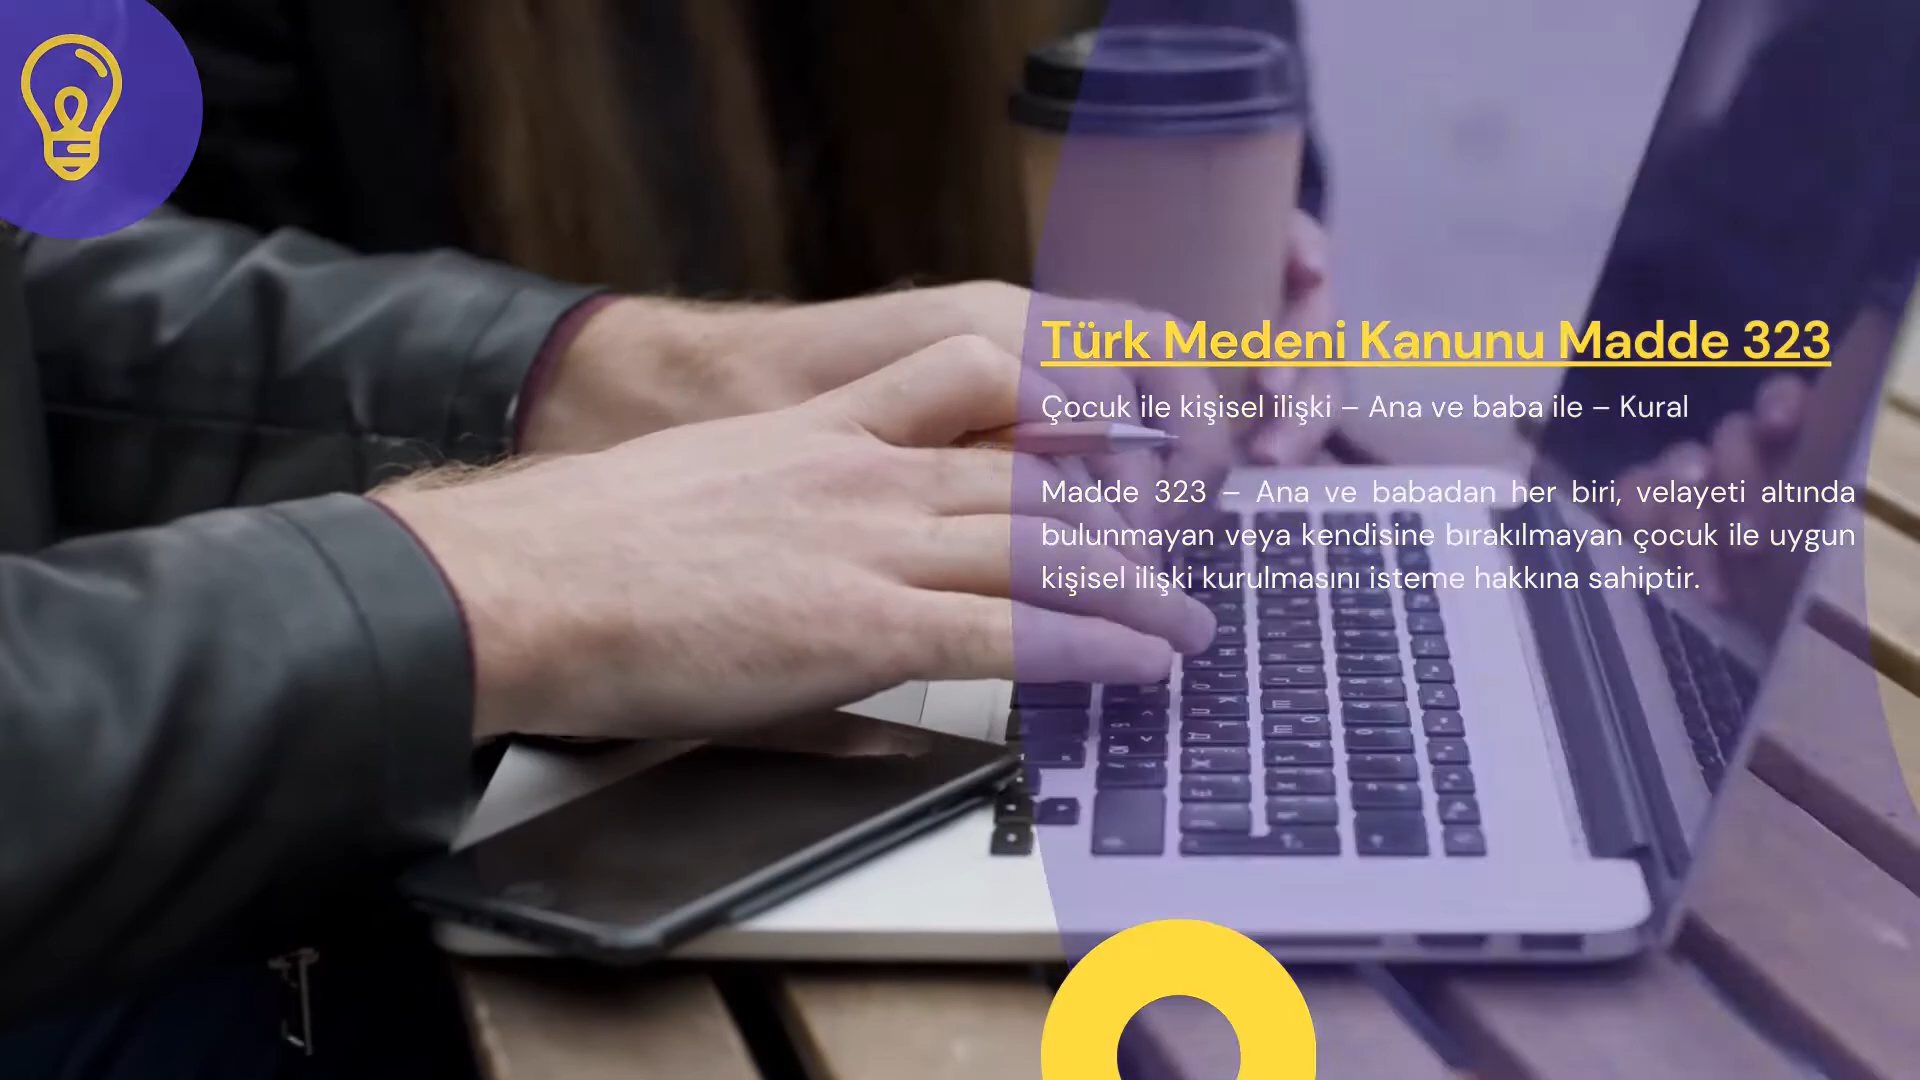 Türk Medeni Kanunu Madde 323
Çocuk ile kişisel ilişki – Ana ve baba ile – Kural
Madde 323 – Ana ve babadan her biri, velayeti altında
bulunmayan veya kendisine bırakılmayan çocuk ile uygun
kişisel ilişki kurulmasını isteme hakkına sahiptir.